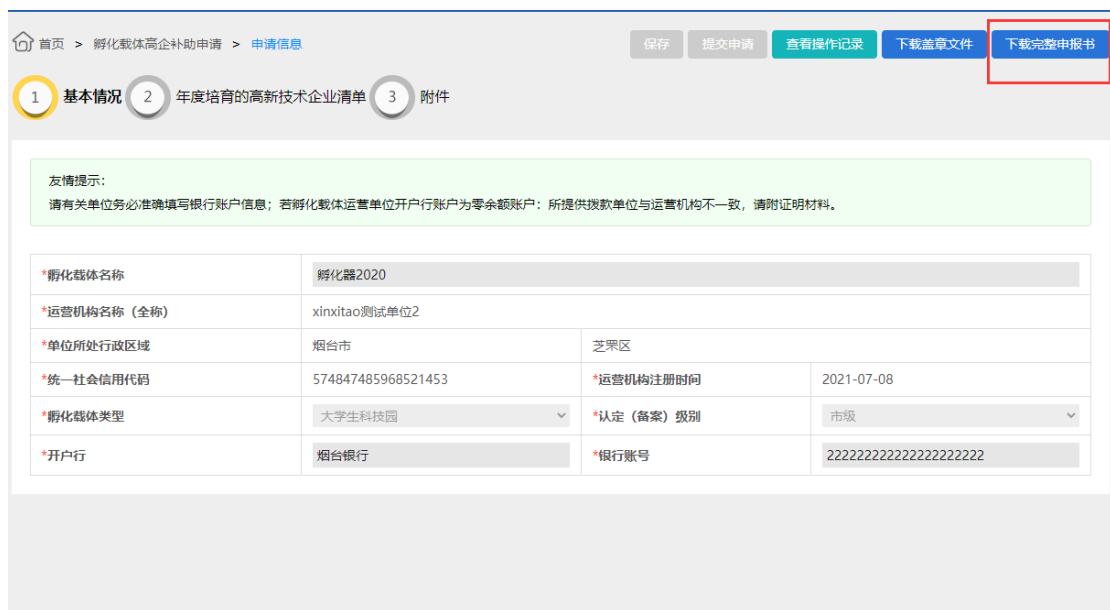 首页 > 孵化载体高企补助申请 > 申请信息 保存 提交申请 查看操作记录 下载盖章文件 下载完整申报书
1 基本情况 2 年度培育的高新技术企业清单 3 附件
友情提示：
请有关单位务必准确填写银行账户信息；若孵化载体运营单位开户行账户为零余额账户：所提供拨款单位与运营机构不一致，请附证明材料。
*孵化载体名称 孵化器2020
*运营机构名称（全称） xinxitao测试单位2
*单位所处行政区域 烟台市 芝罘区
*统一社会信用代码 574847485968521453 *运营机构注册时间 2021-07-08
*孵化载体类型 大学生科技园 *认定（备案）级别 市级
*开户行 烟台银行 *银行账号 2222222222222222222222